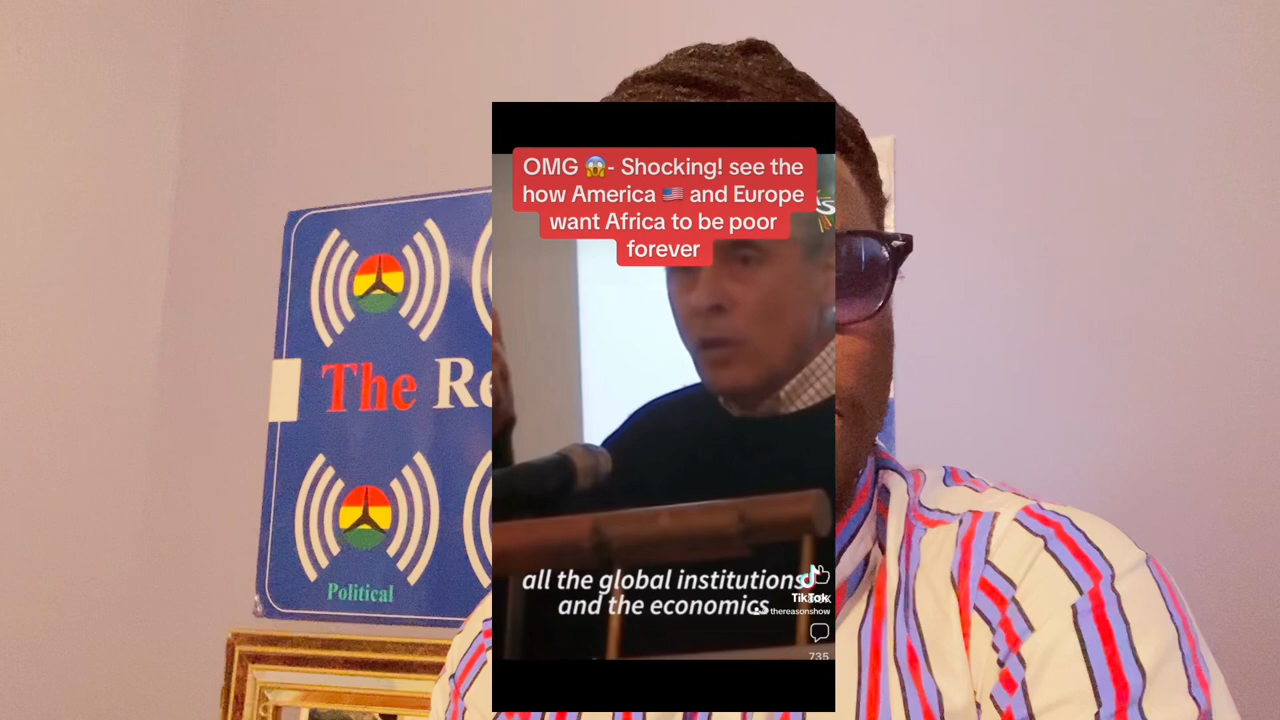 OMG 😱- Shocking! see the
how America 🇺🇸 and Europe
want Africa to be poor
forever
The Re
Political
all the global institutions
and the economics
TikTok
thereasonshow
735